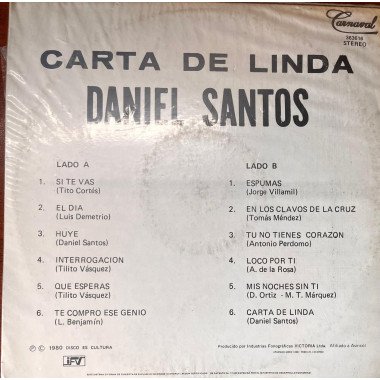 Carnaval
STEREO
CARTA DE LINDA
DANIEL SANTOS
LADO A
1. SI TE VAS
(Tito Cortés)
2. EL DIA
(Luis Demetrio)
3. HUYE
(Daniel Santos)
4. INTERROGACION
(Tilito Vásquez)
5. QUE ESPERAS
(Tilito Vásquez)
6. TE COMPRO ESE GENIO
(L. Benjamín)
LADO B
1. ESPUMAS
(Jorge Villamil)
2. EN LOS CLAVOS DE LA CRUZ
(Tomás Méndez)
3. TU NO TIENES CORAZON
(Antonio Perdomo)
4. LOCO POR TI
(A. de la Rosa)
5. MIS NOCHES SIN TI
(D. Ortiz - M. T. Márquez)
6. CARTA DE LINDA
(Daniel Santos)
℗ © 1980 DISCO ES CULTURA
Producido por Industrias Fonográficas VICTORIA Ltda. Afiliado a Asincol
IFV